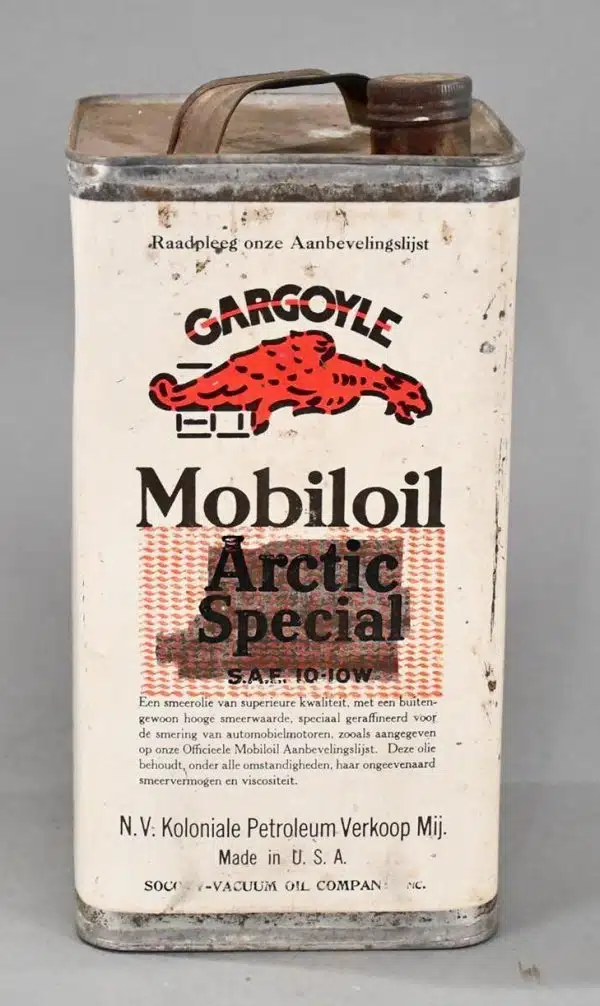 Raadpleeg onze Aanbevelingslijst
GARGOYLE
Mobiloil
Arctic
Special
S.A.E. 10-10W
Een smeerolie van superieure kwaliteit, met een buiten-
gewoon hooge smeerwaarde, speciaal geraffineerd voor
de smering van automobielmotoren, zooals aangegeven
op onze Officieele Mobiloil Aanbevelingslijst. Deze olie
behoudt, onder alle omstandigheden, haar ongeevenaard
smeervermogen en viscositeit.
N.V. Koloniale Petroleum Verkoop Mij.
Made in U. S. A.
-VACUUM OIL